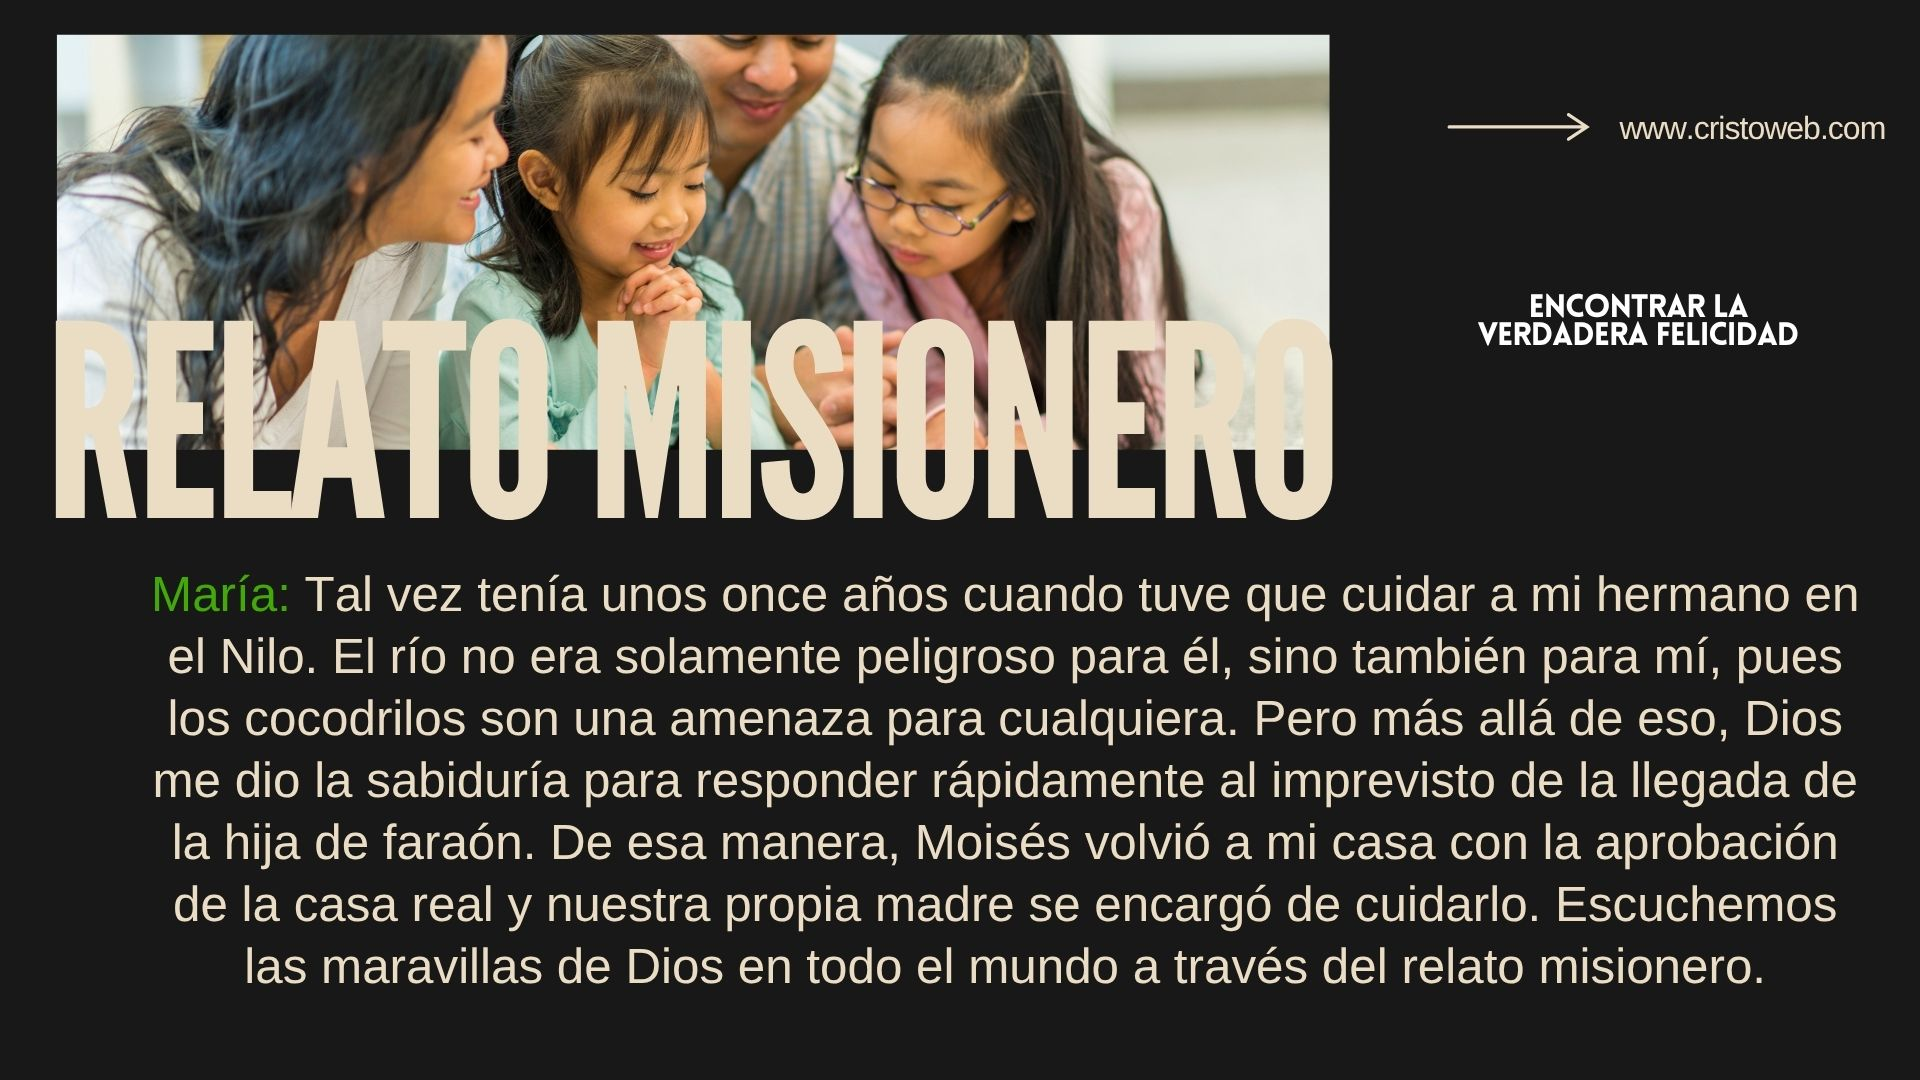 www.cristoweb.com
ENCONTRAR LA
VERDADERA FELICIDAD
RELATO MISIONERO
María: Tal vez tenía unos once años cuando tuve que cuidar a mi hermano en
el Nilo. El río no era solamente peligroso para él, sino también para mí, pues
los cocodrilos son una amenaza para cualquiera. Pero más allá de eso, Dios
me dio la sabiduría para responder rápidamente al imprevisto de la llegada de
la hija de faraón. De esa manera, Moisés volvió a mi casa con la aprobación
de la casa real y nuestra propia madre se encargó de cuidarlo. Escuchemos
las maravillas de Dios en todo el mundo a través del relato misionero.